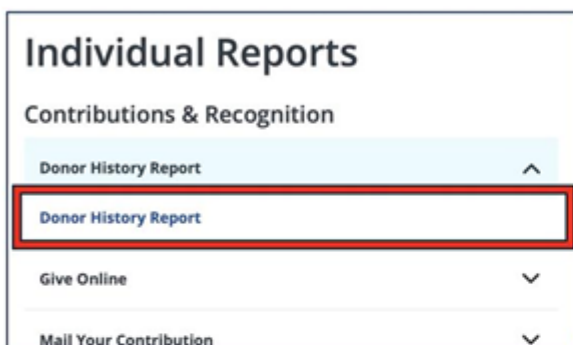 Individual Reports
Contributions & Recognition
Donor History Report
Donor History Report
Give Online
Mail Your Contribution